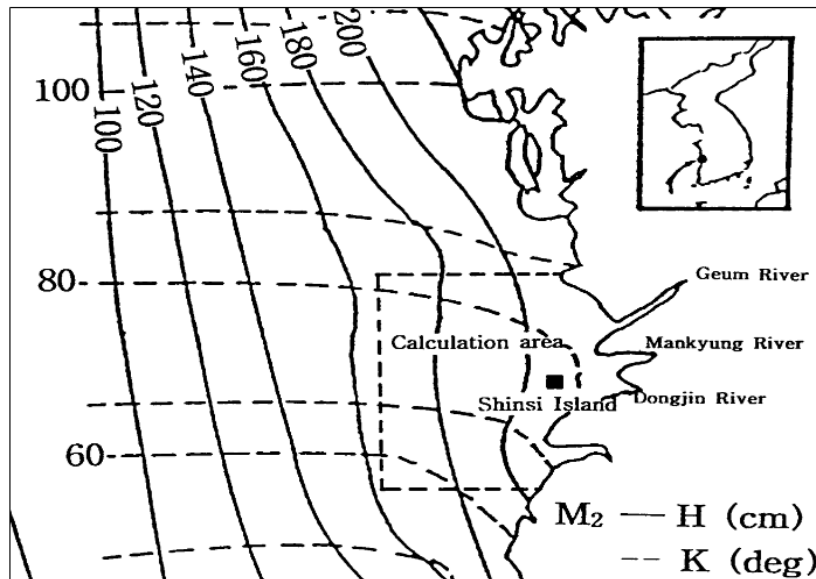 100
120
140
160
180
200
100
80
60
Geum River
Calculation area
Mankyung River
Shinsi Island
Dongjin River
M₂ — H (cm)
-- K (deg)